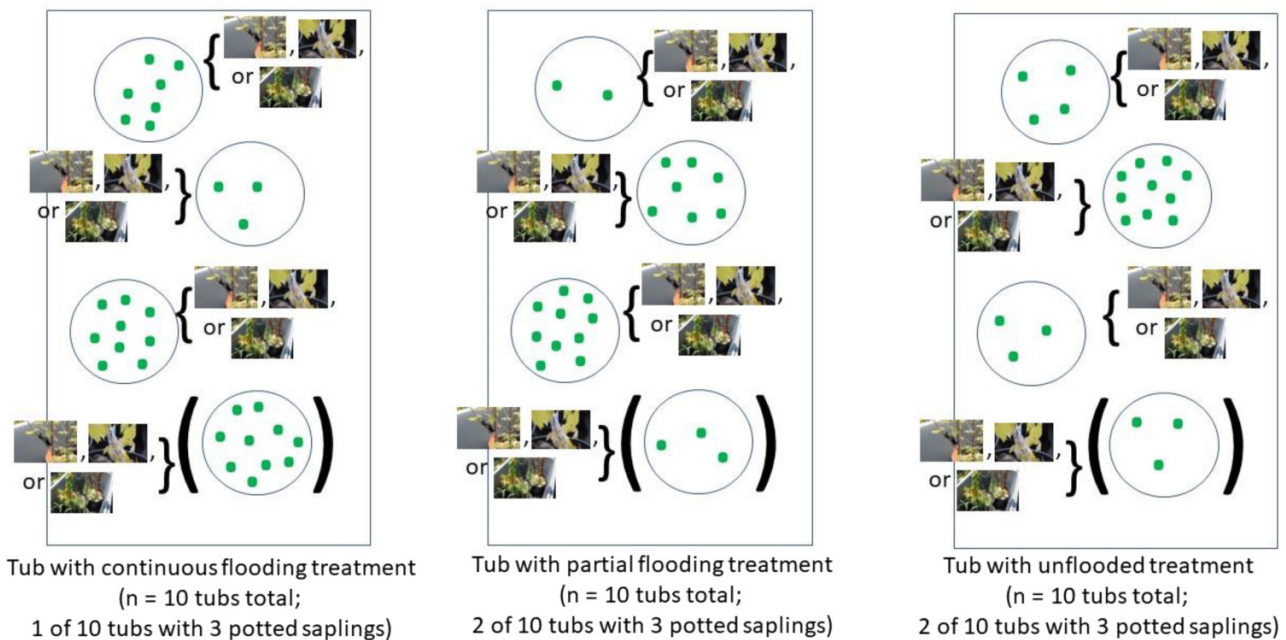 or
or
or
or
or
or
or
or
or
or
or
or
Tub with continuous flooding treatment
(n = 10 tubs total;
1 of 10 tubs with 3 potted saplings)
Tub with partial flooding treatment
(n = 10 tubs total;
2 of 10 tubs with 3 potted saplings)
Tub with unflooded treatment
(n = 10 tubs total;
2 of 10 tubs with 3 potted saplings)